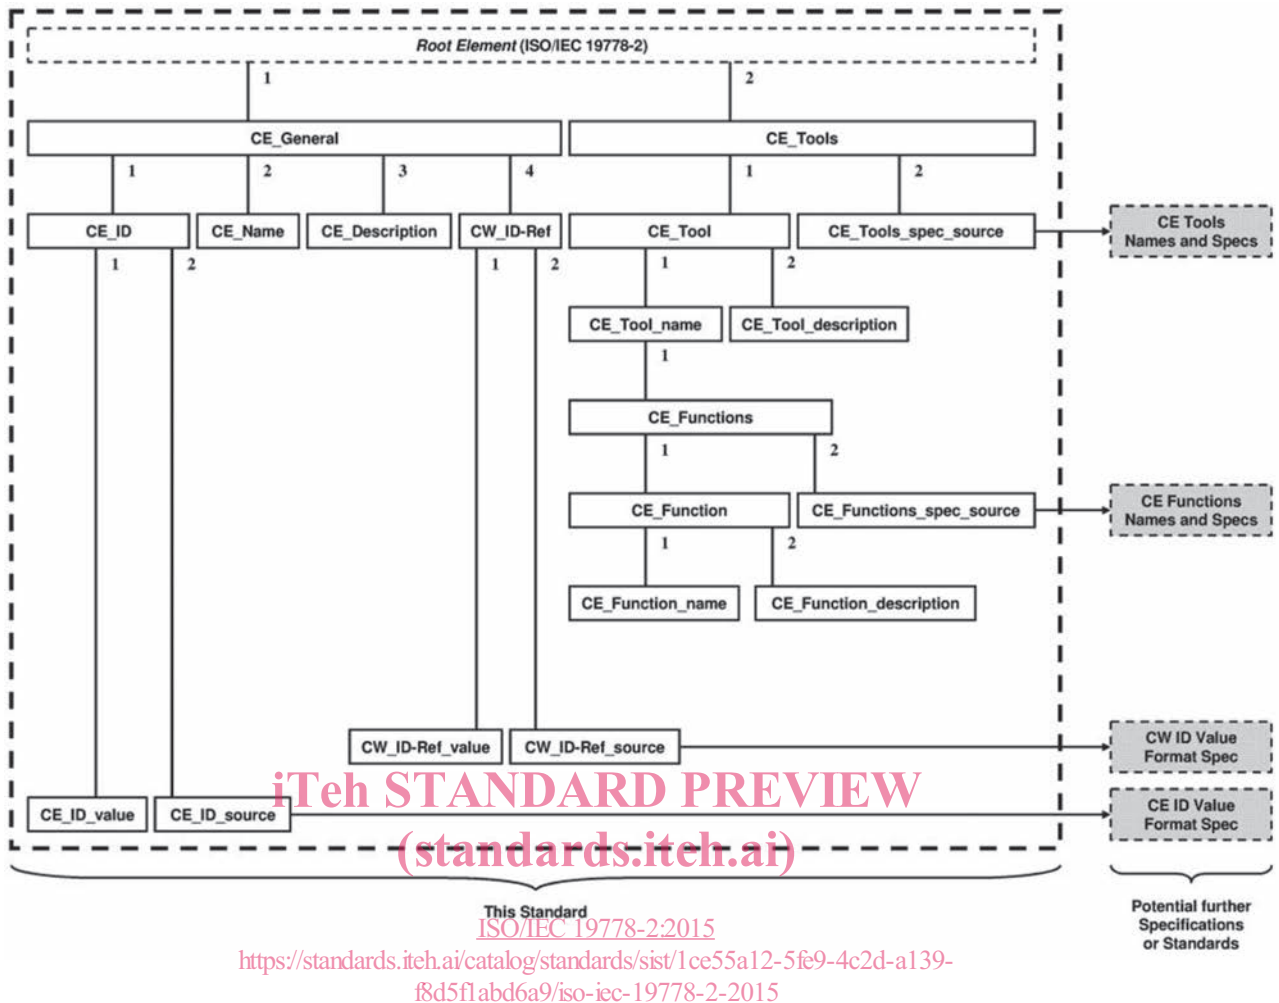 Root Element (ISO/IEC 19778-2)
1
2
CE_General
CE_Tools
1
2
3
4
1
2
CE_ID
CE_Name
CE_Description
CW_ID-Ref
CE_Tool
CE_Tools_spec_source
CE Tools
Names and Specs
1
2
1
2
1
2
CE_Tool_name
CE_Tool_description
1
CE_Functions
1
2
CE_Function
CE_Functions_spec_source
CE Functions
Names and Specs
1
2
CE_Function_name
CE_Function_description
CW_ID-Ref_value
CW_ID-Ref_source
CW ID Value
Format Spec
iTeh STANDARD PREVIEW
CE_ID_value
CE_ID_source
CE ID Value
Format Spec
(standards.iteh.ai)
This Standard
Potential further
Specifications
or Standards
ISO/IEC 19778-2:2015
https://standards.iteh.ai/catalog/standards/sist/1ce55a12-5fe9-4c2d-a139-
f8d5f1abd6a9/iso-iec-19778-2-2015